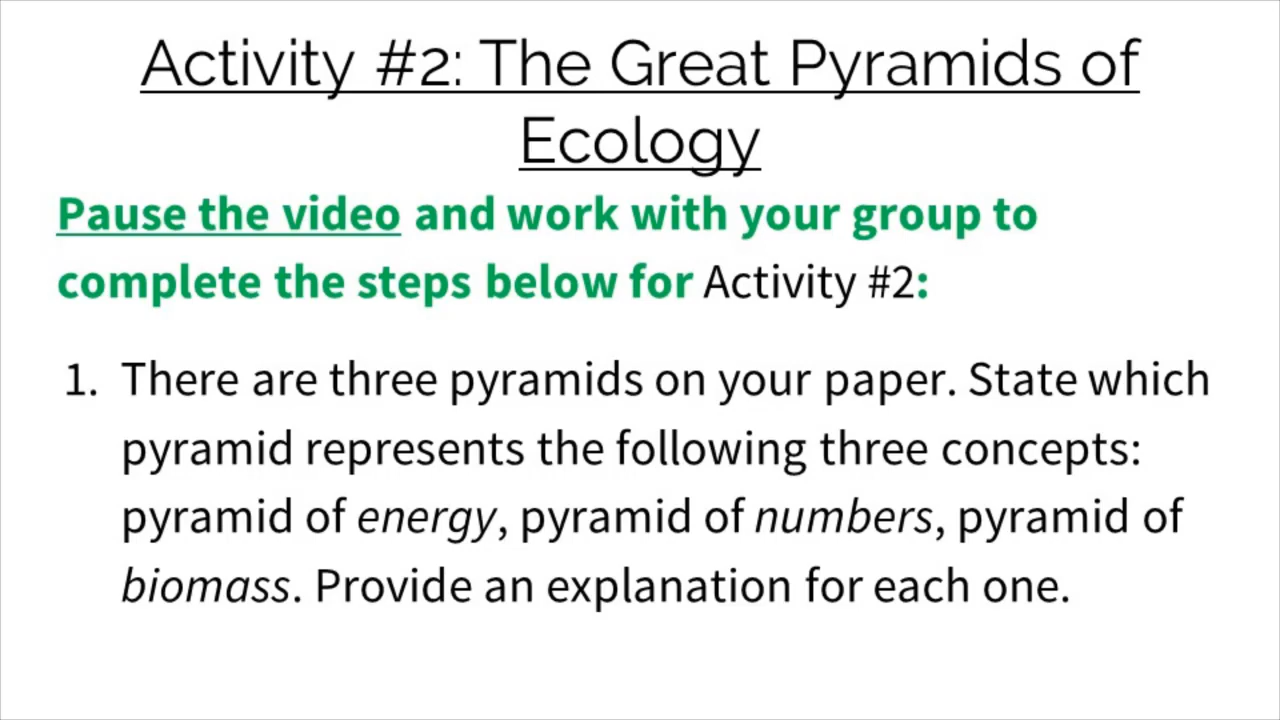 Activity #2: The Great Pyramids of
Ecology
Pause the video and work with your group to
complete the steps below for Activity #2:
1. There are three pyramids on your paper. State which
pyramid represents the following three concepts:
pyramid of energy, pyramid of numbers, pyramid of
biomass. Provide an explanation for each one.